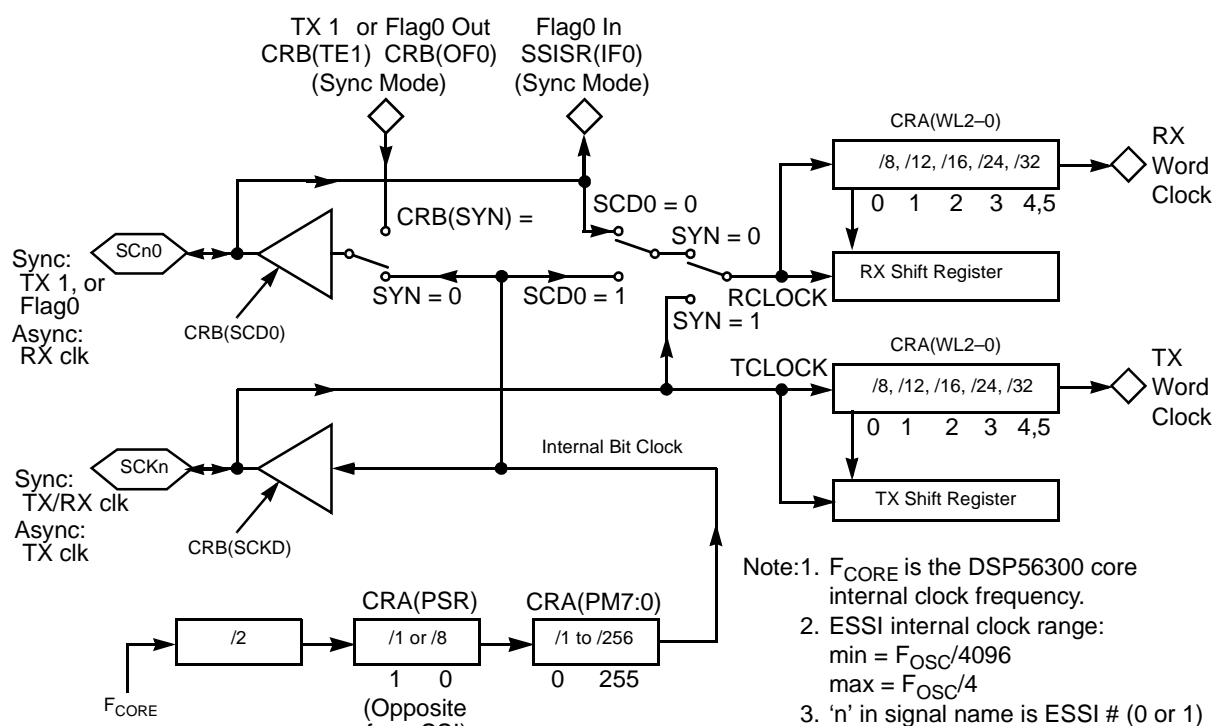 TX 1 or Flag0 Out
CRB(TE1) CRB(OF0)
(Sync Mode)
Flag0 In
SSISR(IF0)
(Sync Mode)
CRA(WL2–0)
/8, /12, /16, /24, /32
0 1 2 3 4,5
RX
Word
Clock
CRB(SYN) =
SCD0 = 0
SYN = 0
SCn0
Sync:
TX 1, or
Flag0
Async:
RX clk
SYN = 0
SCD0 = 1
RCLOCK
RX Shift Register
SYN = 1
CRB(SCD0)
TCLOCK
CRA(WL2–0)
/8, /12, /16, /24, /32
0 1 2 3 4,5
TX
Word
Clock
Internal Bit Clock
SCKn
Sync:
TX/RX clk
Async:
TX clk
TX Shift Register
CRB(SCKD)
CRA(PSR)
CRA(PM7:0)
/2
/1 or /8
/1 to /256
1 0
0 255
FCORE
(Opposite
Note:1. FCORE is the DSP56300 core
internal clock frequency.
2. ESSI internal clock range:
min = FOSC/4096
max = FOSC/4
3. ‘n’ in signal name is ESSI # (0 or 1)